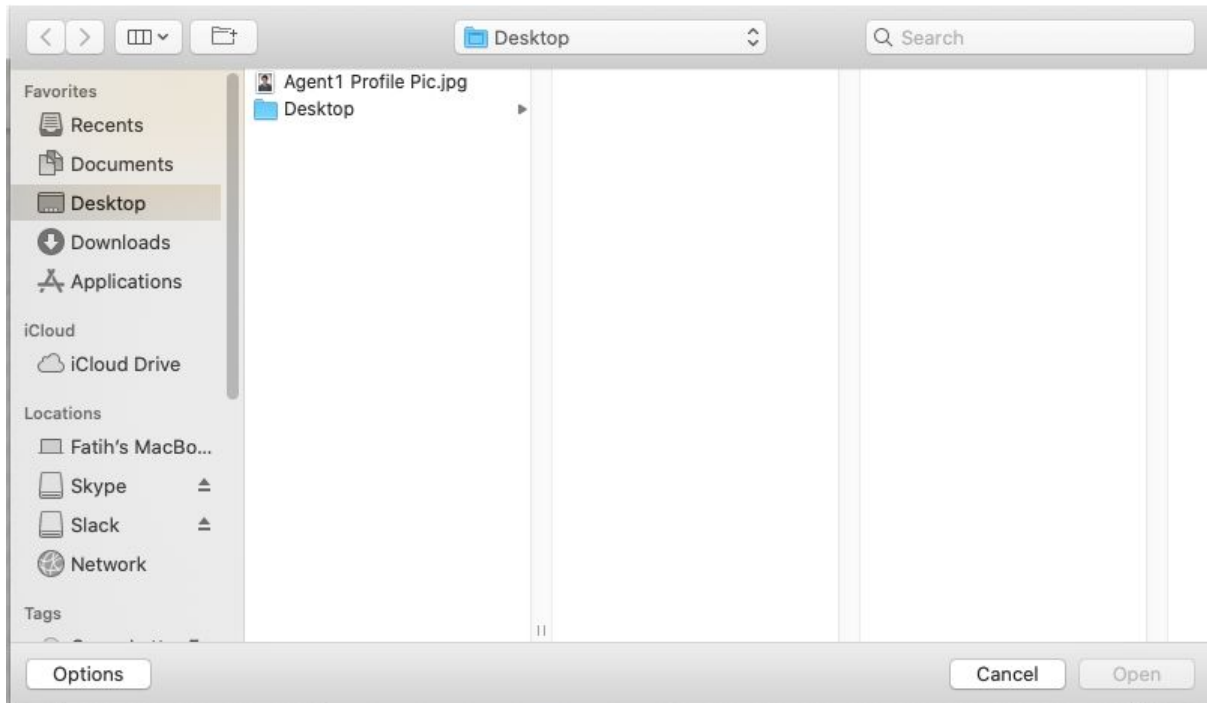 Desktop
Search
Favorites
Recents
Documents
Desktop
Downloads
Applications
iCloud
iCloud Drive
Locations
Fatih's MacBo...
Skype
Slack
Network
Tags
Agent1 Profile Pic.jpg
Desktop
Options
Cancel
Open